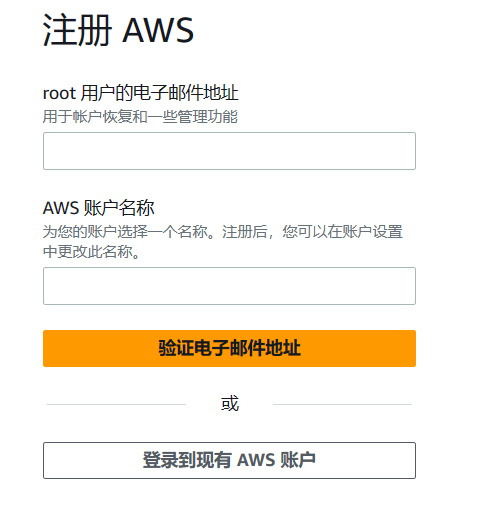 注册 AWS
root 用户的电子邮件地址
用于帐户恢复和一些管理功能
AWS 账户名称
为您的账户选择一个名称。注册后，您可以在账户设置
中更改此名称。
验证电子邮件地址
或
登录到现有 AWS 账户